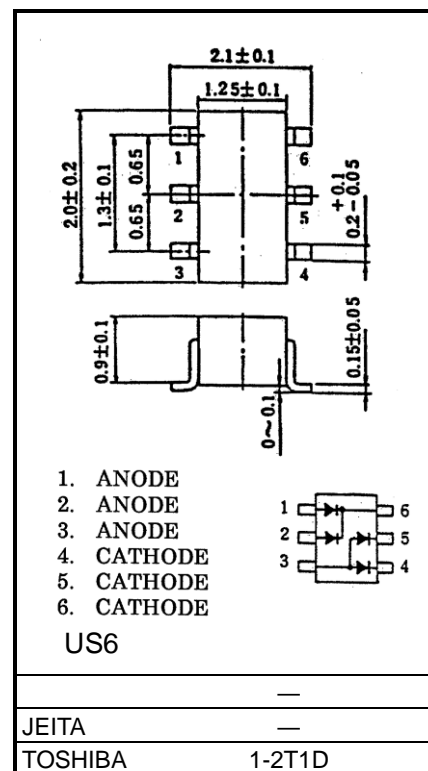 2.1±0.1
1.25±0.1
2.0±0.2
1.3±0.1
0.65
0.65
1
2
3
6
5
4
+0.1
0.2-0.05
0.9±0.1
0~0.1
0.15±0.05
1. ANODE
2. ANODE
3. ANODE
4. CATHODE
5. CATHODE
6. CATHODE
1
2
3
6
5
4
US6
—
JEITA —
TOSHIBA 1-2T1D